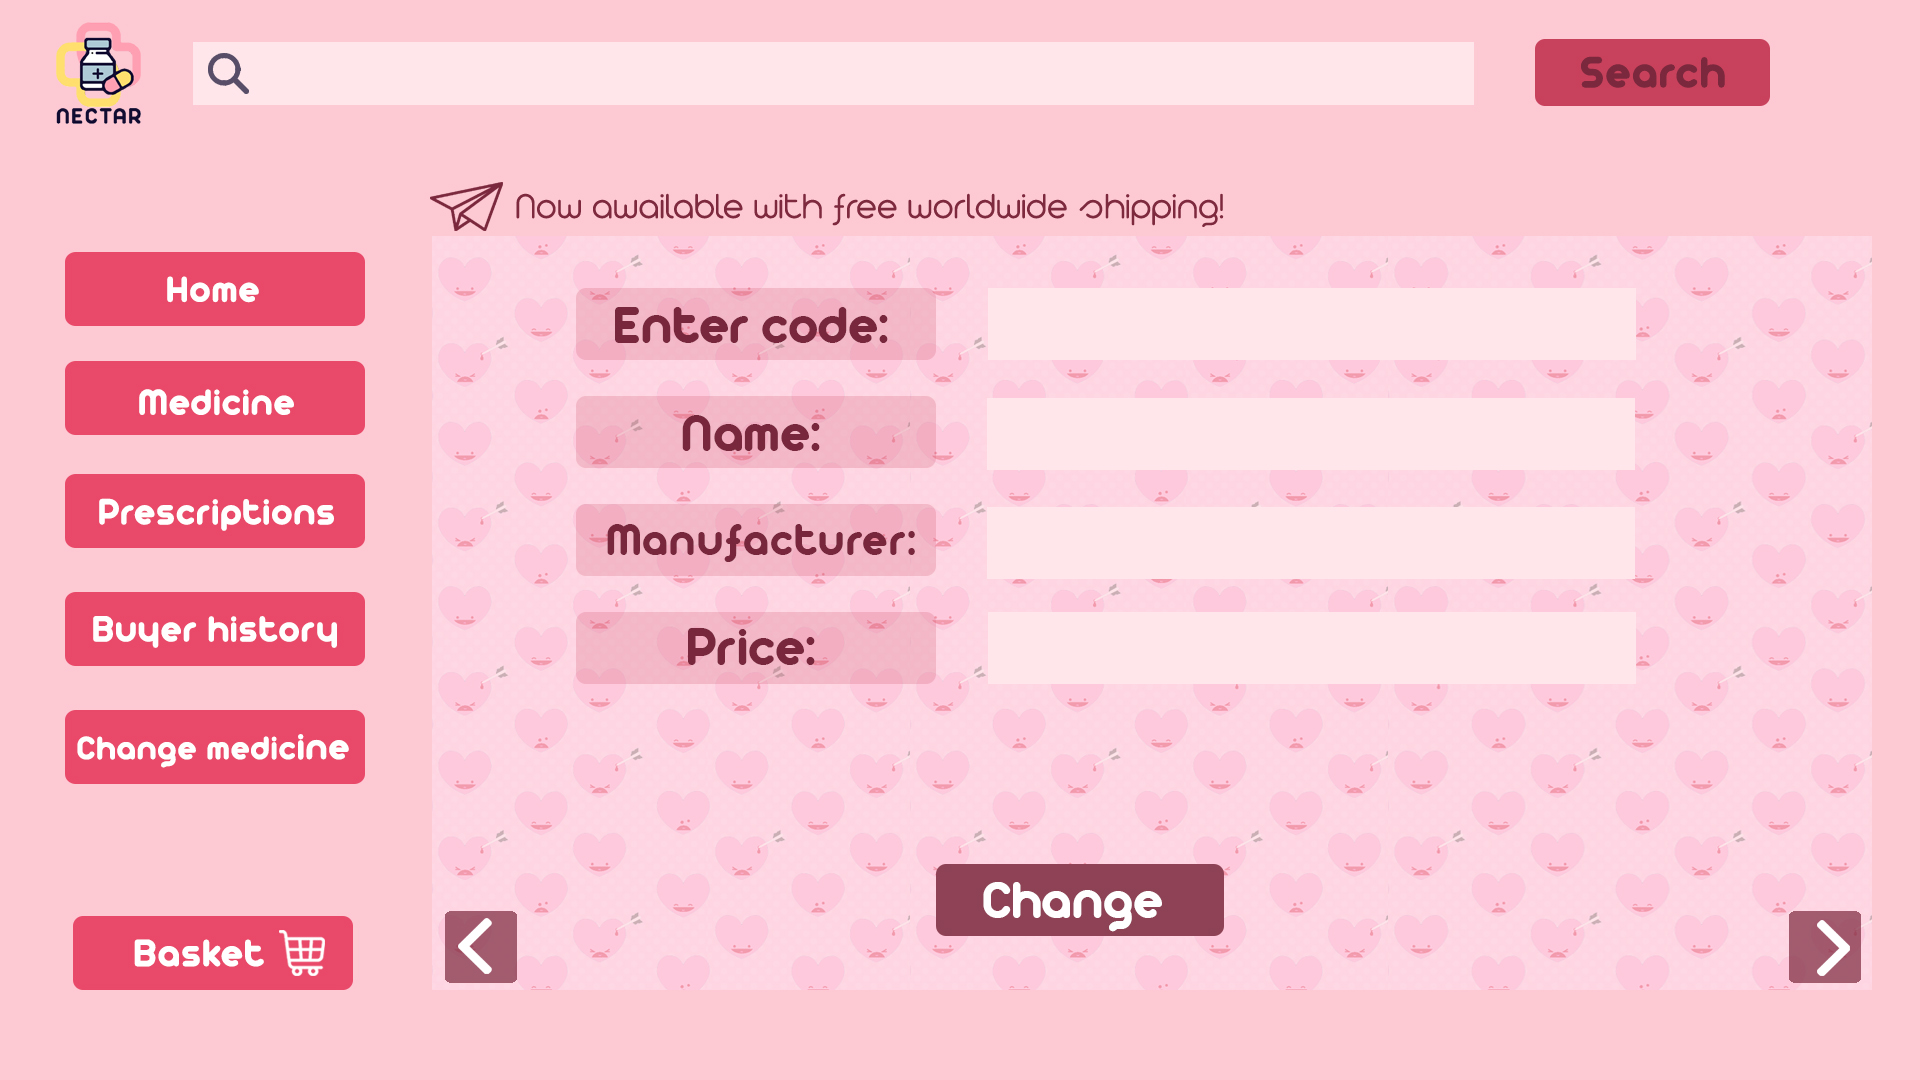 NECTAR
Search
Now awailable with free worldwide shipping!
Home
Medicine
Prescriptions
Buyer history
Change medicine
Basket
Enter code:
Name:
Manufacturer:
Price:
Change